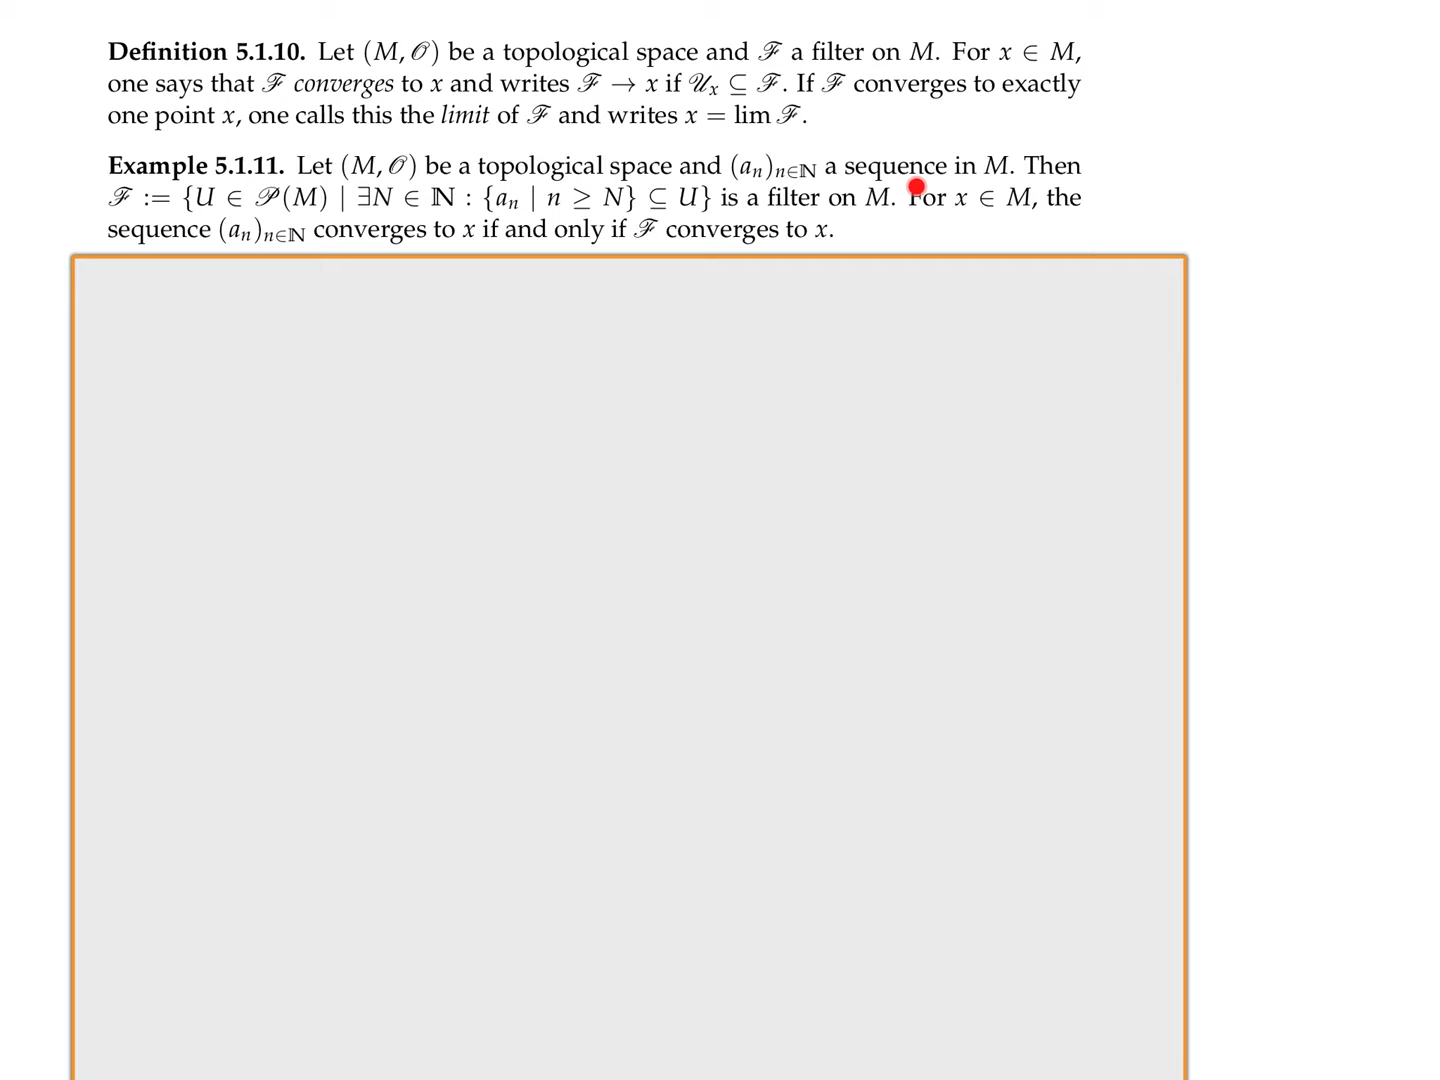 Definition 5.1.10. Let (M, 𝒪) be a topological space and ℱ a filter on M. For x ∈ M,
one says that ℱ converges to x and writes ℱ → x if 𝒰ₓ ⊆ ℱ. If ℱ converges to exactly
one point x, one calls this the limit of ℱ and writes x = lim ℱ.
Example 5.1.11. Let (M, 𝒪) be a topological space and (aₙ)ₙ∈ℕ a sequence in M. Then
ℱ := {U ∈ 𝒫(M) | ∃N ∈ ℕ : {aₙ | n ≥ N} ⊆ U} is a filter on M. For x ∈ M, the
sequence (aₙ)ₙ∈ℕ converges to x if and only if ℱ converges to x.